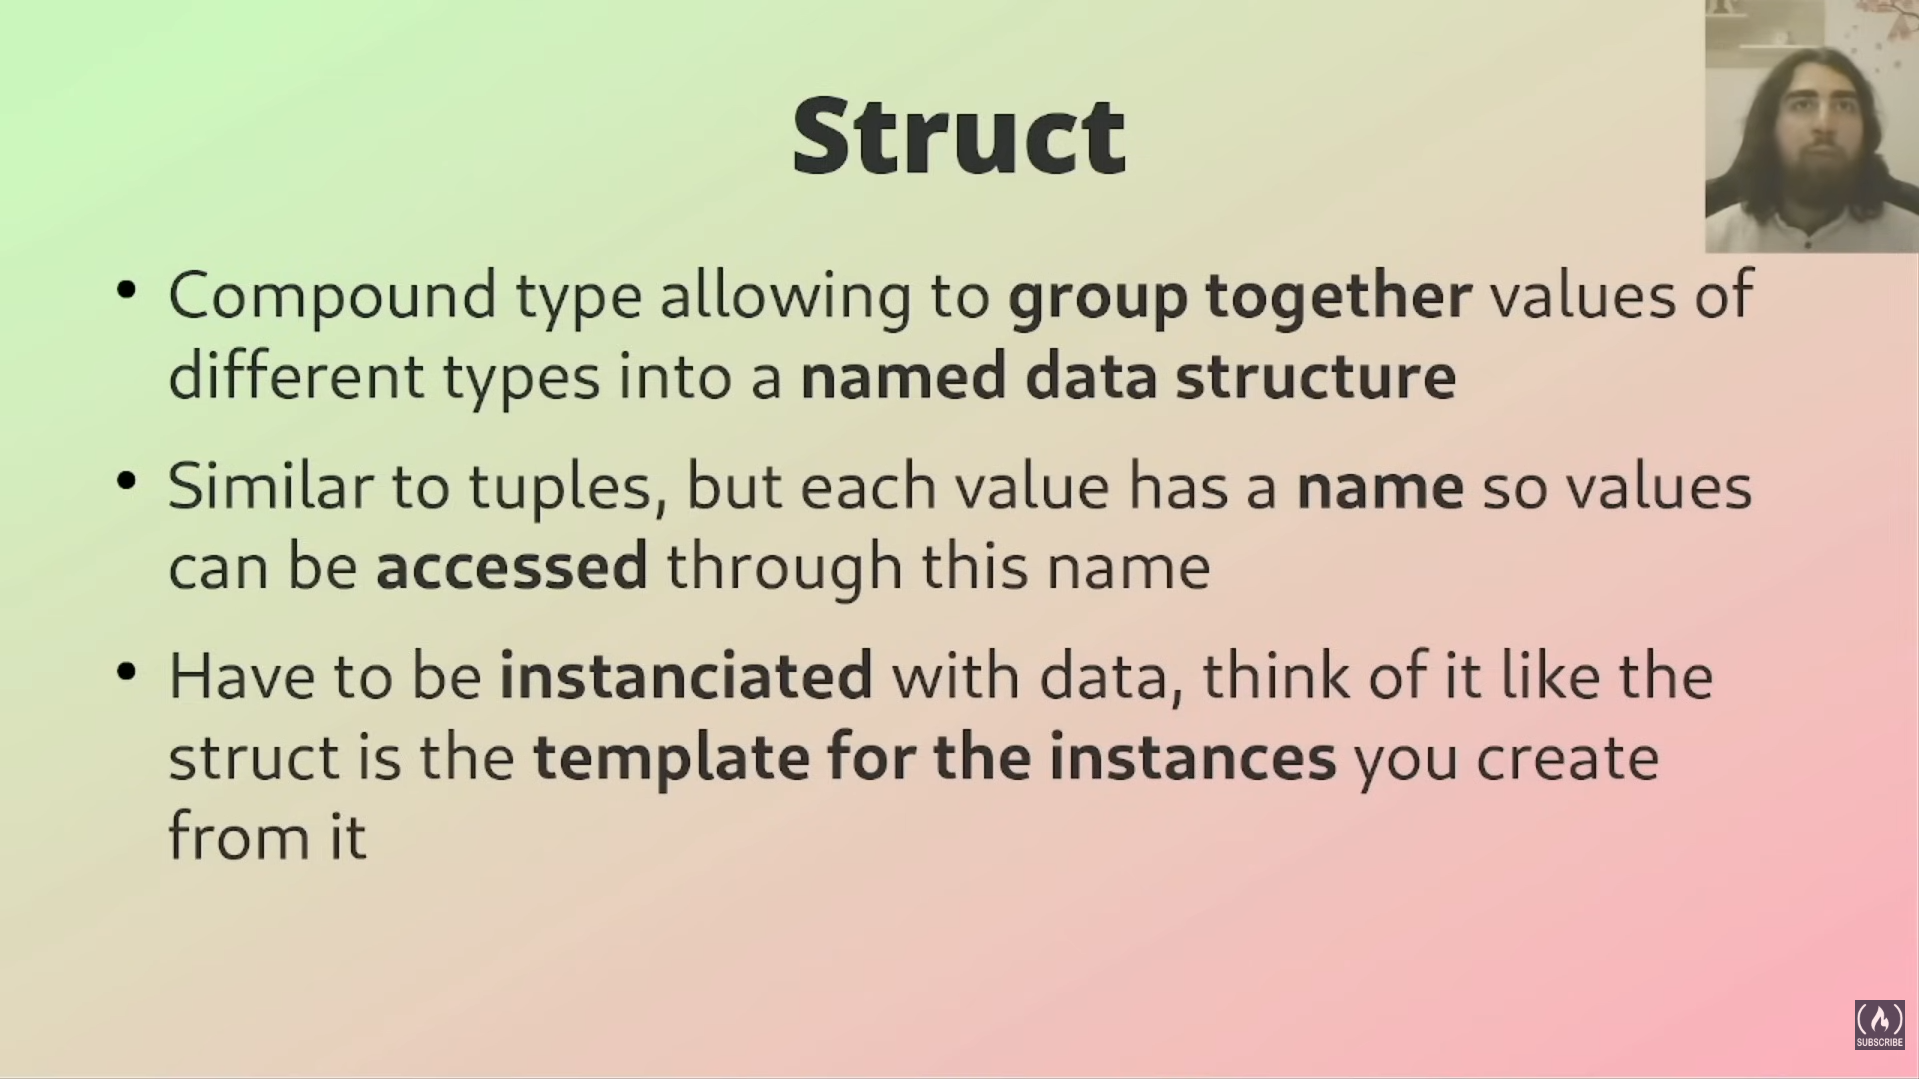 Struct
• Compound type allowing to group together values of
different types into a named data structure
• Similar to tuples, but each value has a name so values
can be accessed through this name
• Have to be instanciated with data, think of it like the
struct is the template for the instances you create
from it
SUBSCRIBE